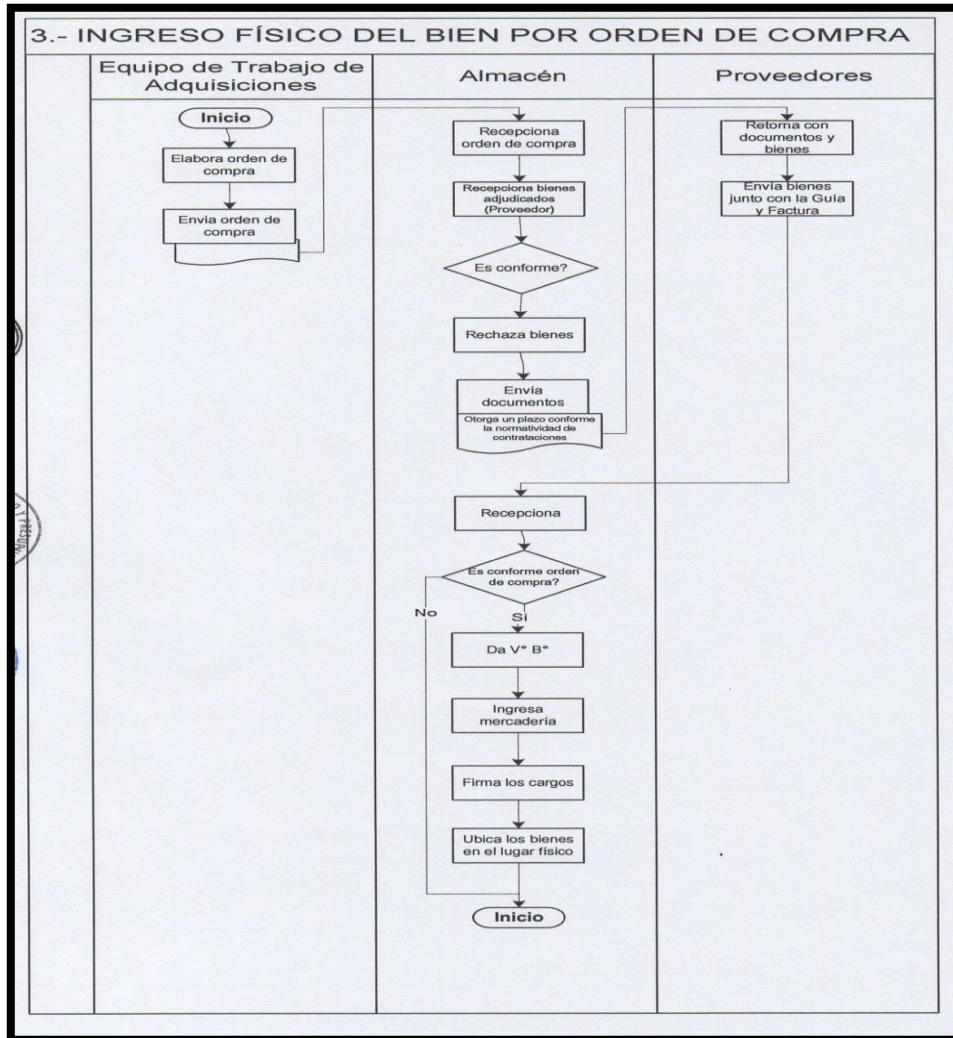 3.- INGRESO FÍSICO DEL BIEN POR ORDEN DE COMPRA
Equipo de Trabajo de
Adquisiciones
Almacén
Proveedores
Inicio
Elabora orden de
compra
Envia orden de
compra
Recepciona
orden de compra
Recepciona bienes
adjudicados
(Proveedor)
Es conforme?
Rechaza bienes
Envía
documentos
Otorga un plazo conforme
la normatividad de
contrataciones
Retorna con
documentos y
bienes
Envía bienes
junto con la Guía
y Factura
Recepciona
Es conforme orden
de compra?
No
Si
Da V° B°
Ingresa
mercadería
Firma los cargos
Ubica los bienes
en el lugar físico
Inicio